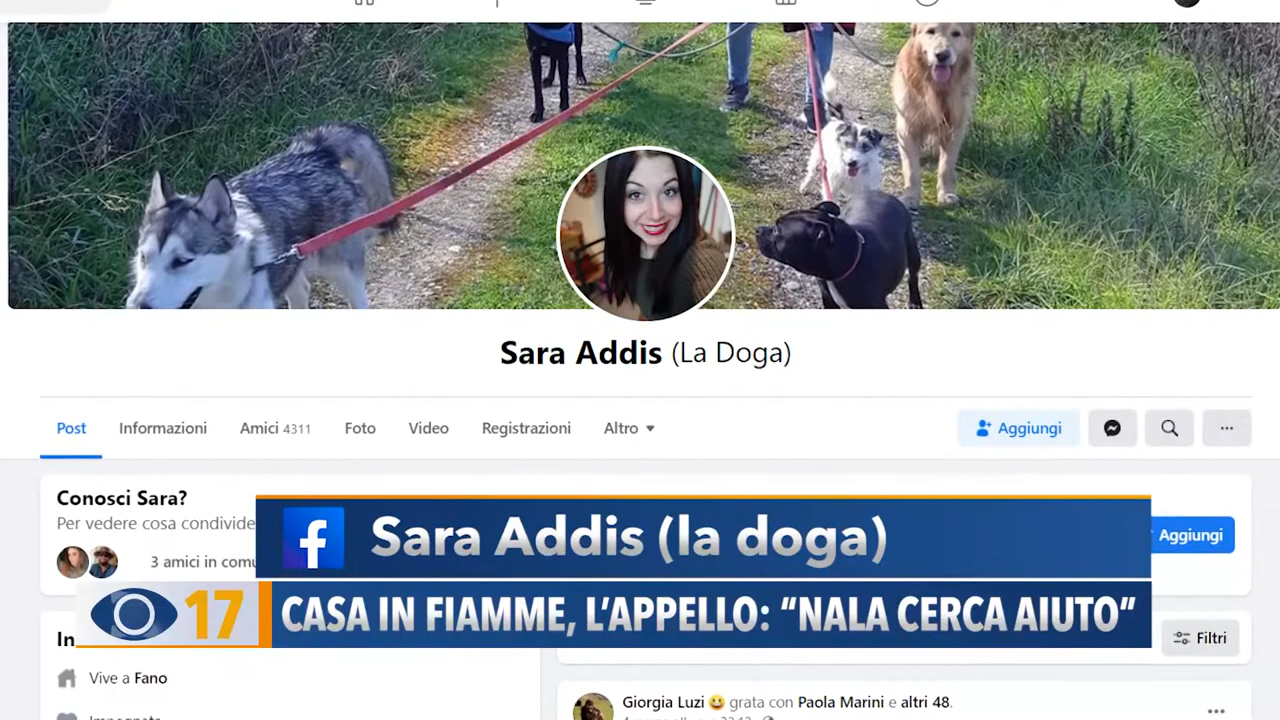 Sara Addis (La Doga)
Post Informazioni Amici 4311 Foto Video Registrazioni Altro
Aggiungi
Conosci Sara?
Per vedere cosa condivide
Aggiungi
3 amici in comu
Sara Addis (la doga)
17 CASA IN FIAMME, L'APPELLO: “NALA CERCA AIUTO”
In
Filtri
Vive a Fano
Giorgia Luzi grata con Paola Marini e altri 48.